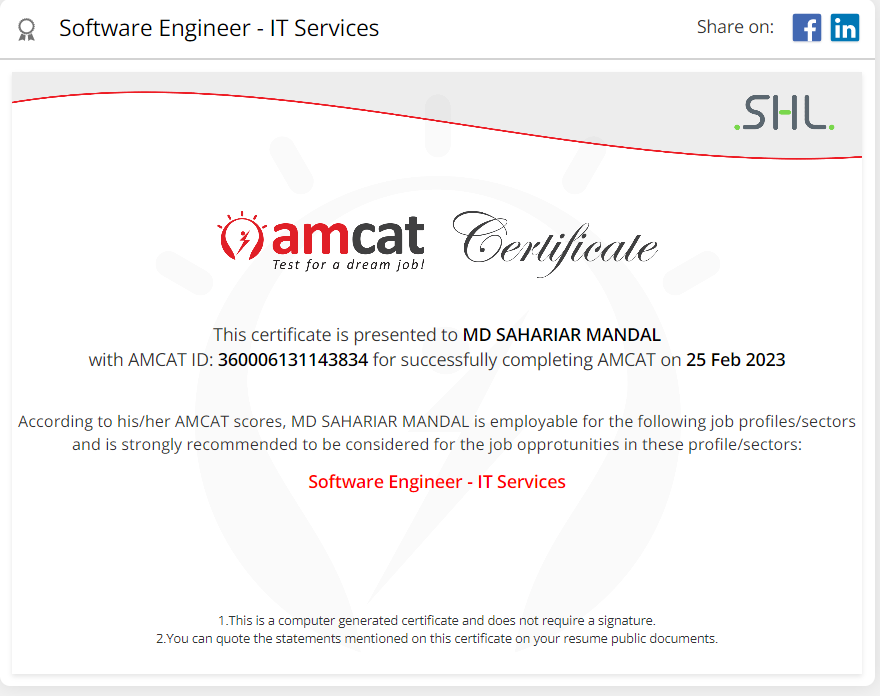 Software Engineer - IT Services
Share on:
f
in
.SHL.
amcat
Test for a dream job!
Certificate
This certificate is presented to MD SAHARIAR MANDAL
with AMCAT ID: 360006131143834 for successfully completing AMCAT on 25 Feb 2023
According to his/her AMCAT scores, MD SAHARIAR MANDAL is employable for the following job profiles/sectors
and is strongly recommended to be considered for the job opprotunities in these profile/sectors:
Software Engineer - IT Services
1.This is a computer generated certificate and does not require a signature.
2.You can quote the statements mentioned on this certificate on your resume public documents.